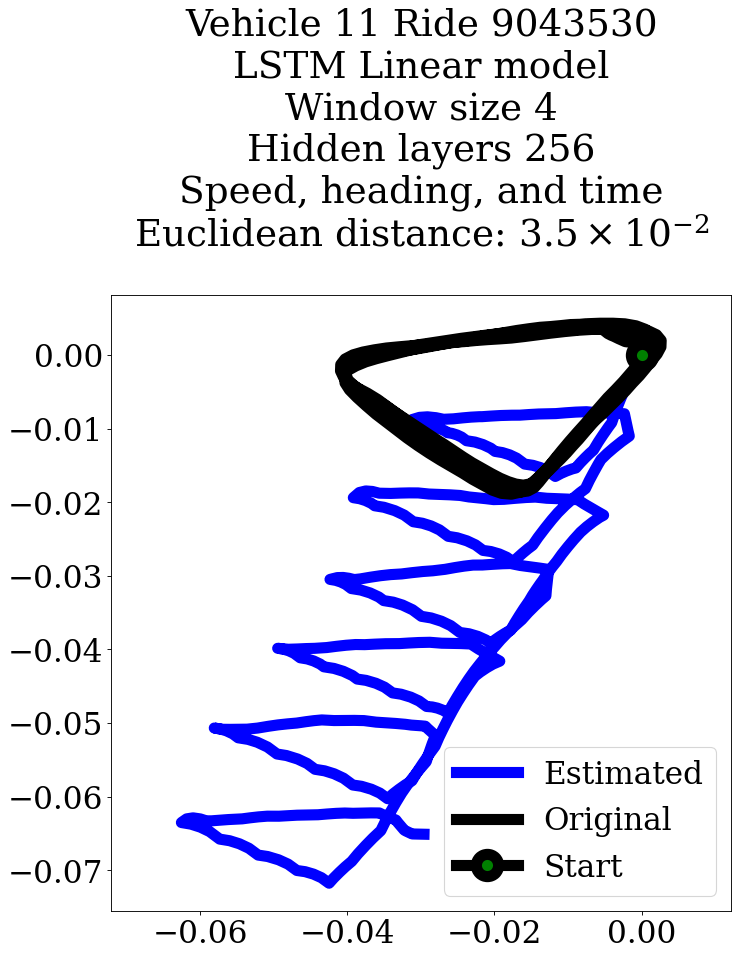 Vehicle 11 Ride 9043530
LSTM Linear model
Window size 4
Hidden layers 256
Speed, heading, and time
Euclidean distance: 3.5 × 10⁻²
0.00
−0.01
−0.02
−0.03
−0.04
−0.05
−0.06
−0.07
Estimated
Original
Start
−0.06 −0.04 −0.02 0.00